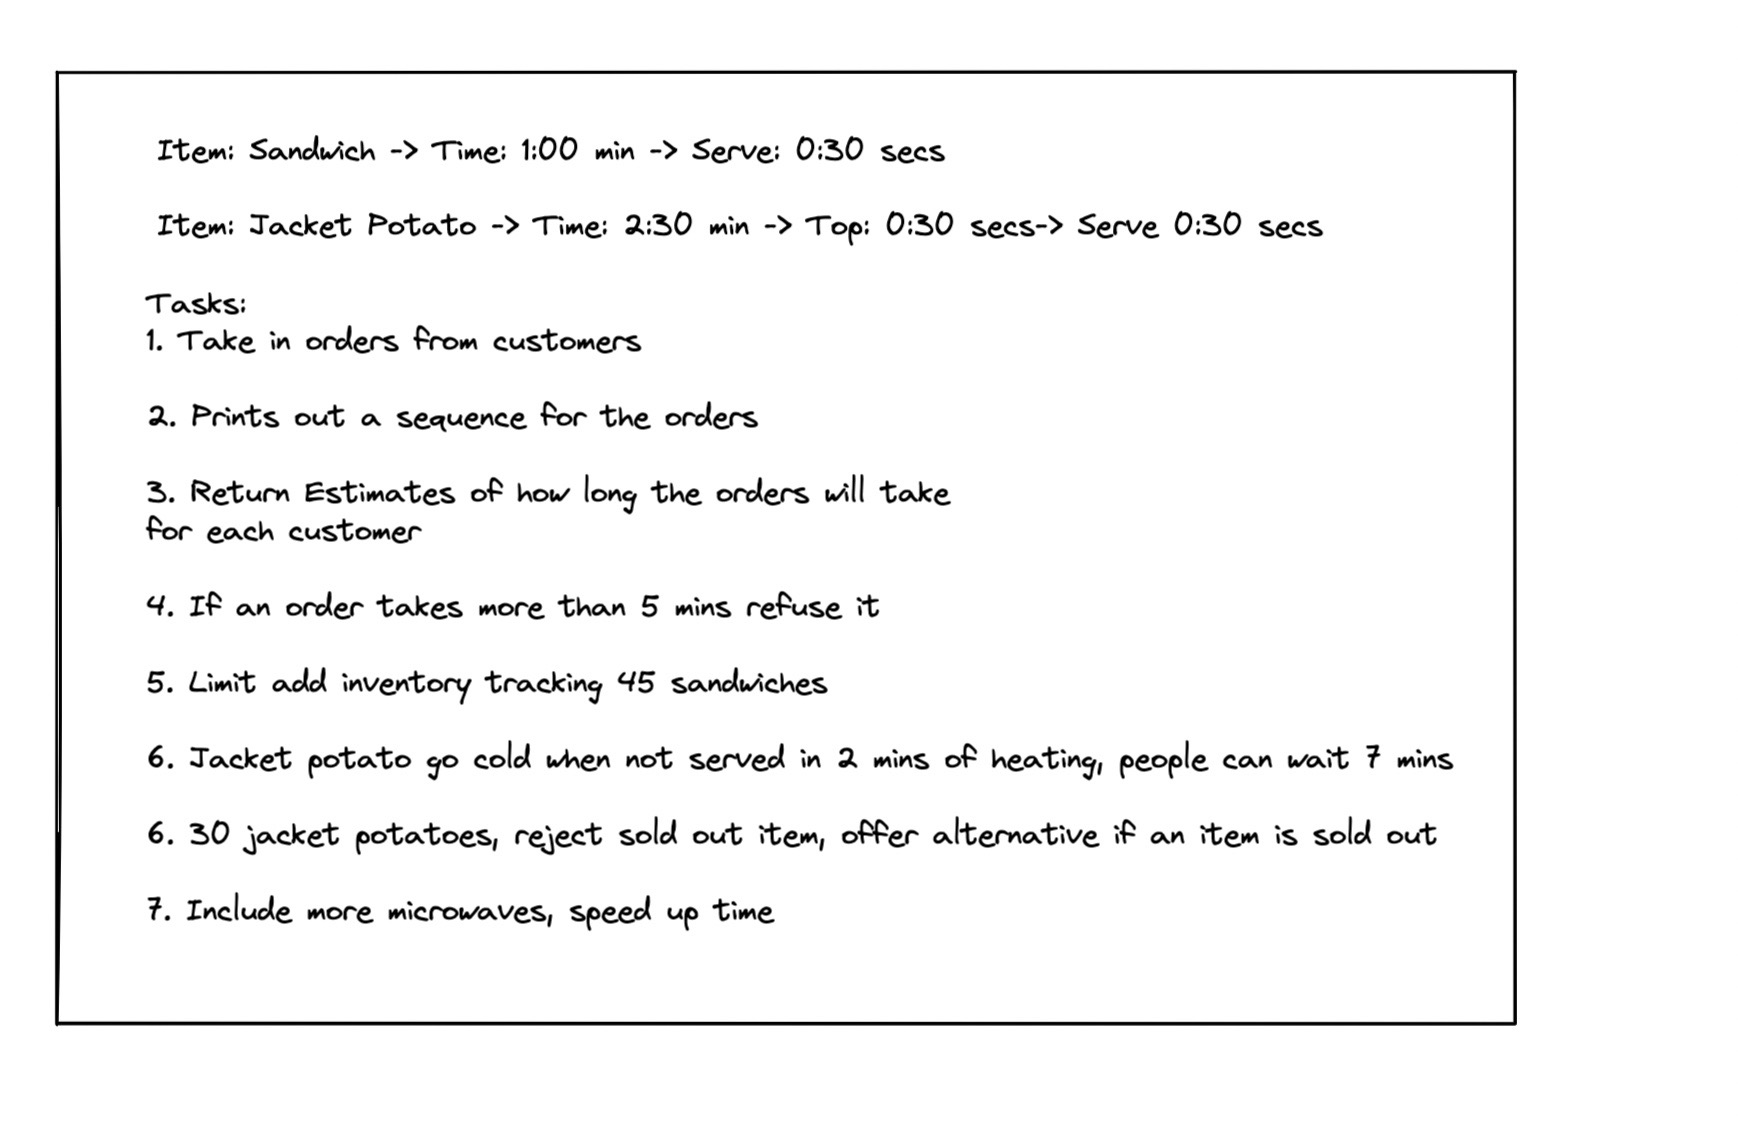 Item: Sandwich -> Time: 1:00 min -> Serve: 0:30 secs
Item: Jacket Potato -> Time: 2:30 min -> Top: 0:30 secs-> Serve 0:30 secs
Tasks:
1. Take in orders from customers
2. Prints out a sequence for the orders
3. Return Estimates of how long the orders will take
for each customer
4. If an order takes more than 5 mins refuse it
5. Limit add inventory tracking 45 sandwiches
6. Jacket potato go cold when not served in 2 mins of heating, people can wait 7 mins
6. 30 jacket potatoes, reject sold out item, offer alternative if an item is sold out
7. Include more microwaves, speed up time